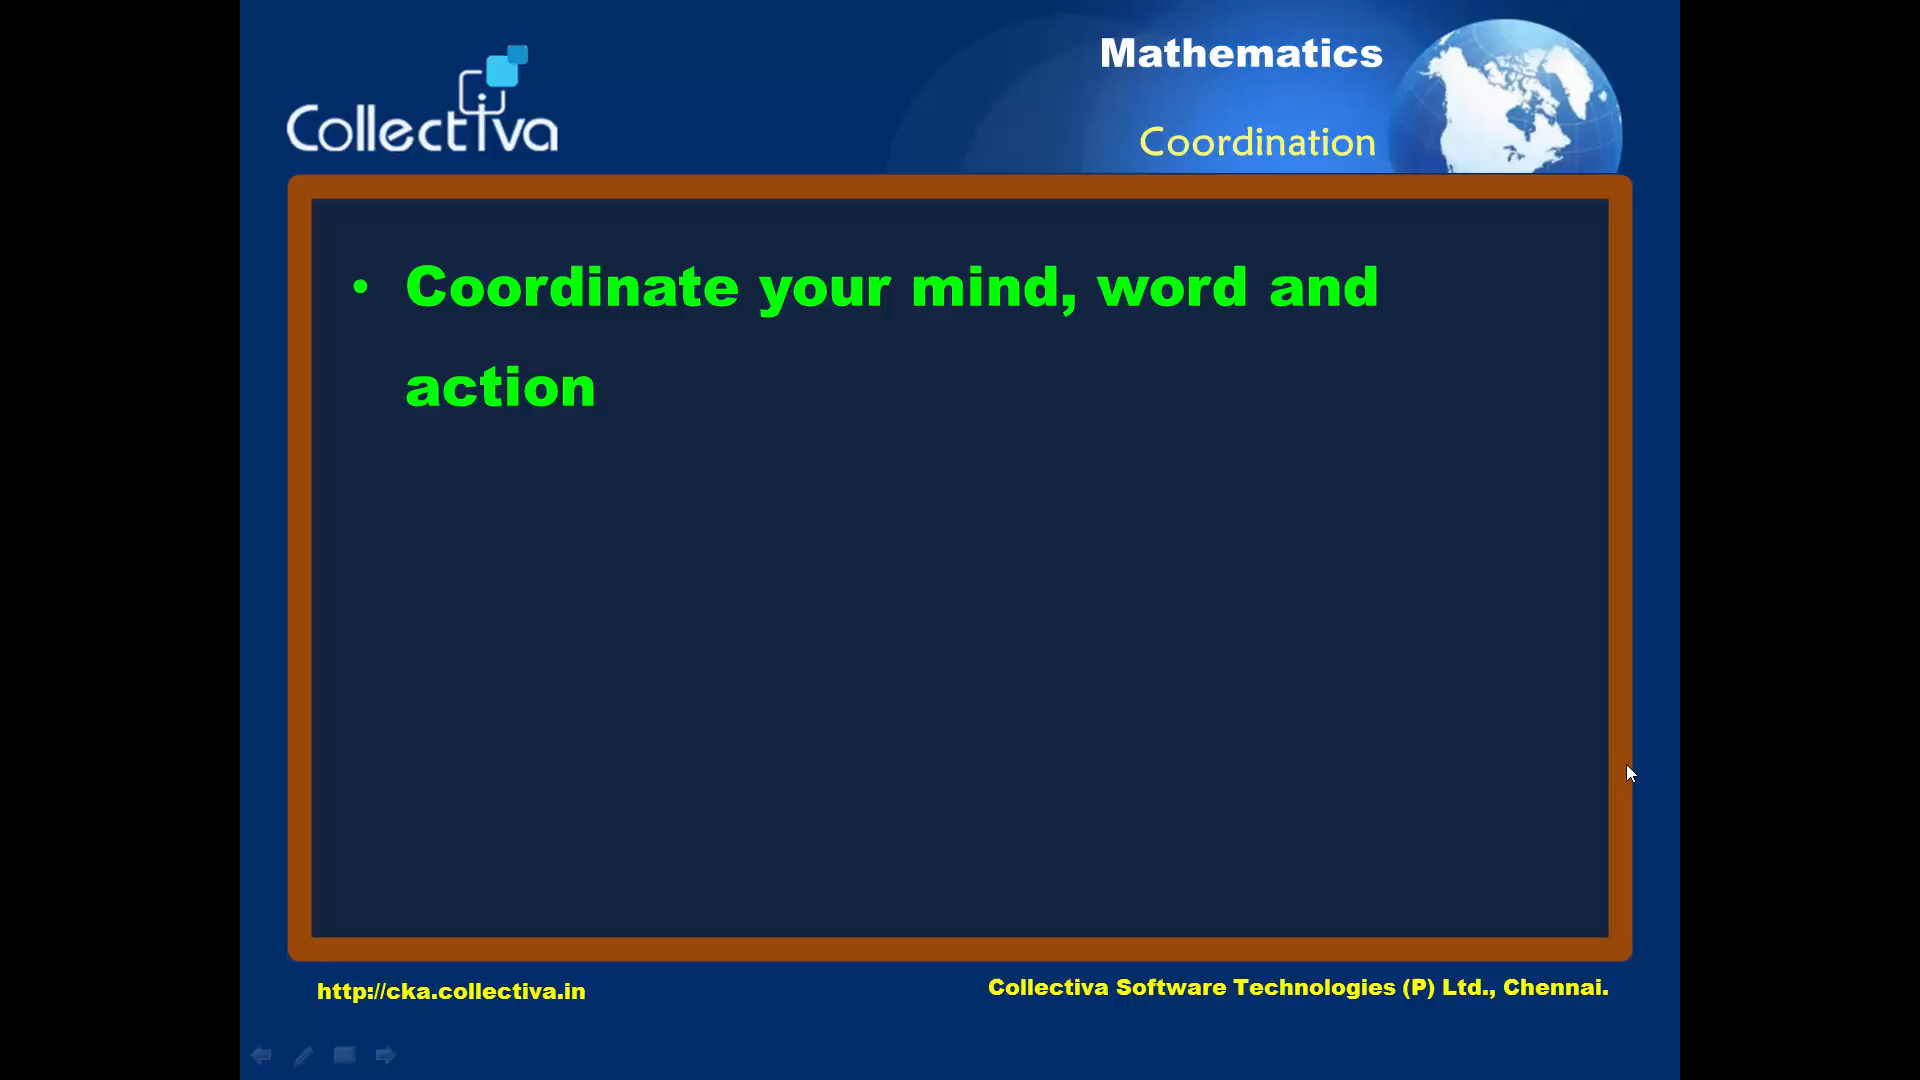 Collectiva
Mathematics
Coordination
• Coordinate your mind, word and
action
http://cka.collectiva.in
Collectiva Software Technologies (P) Ltd., Chennai.